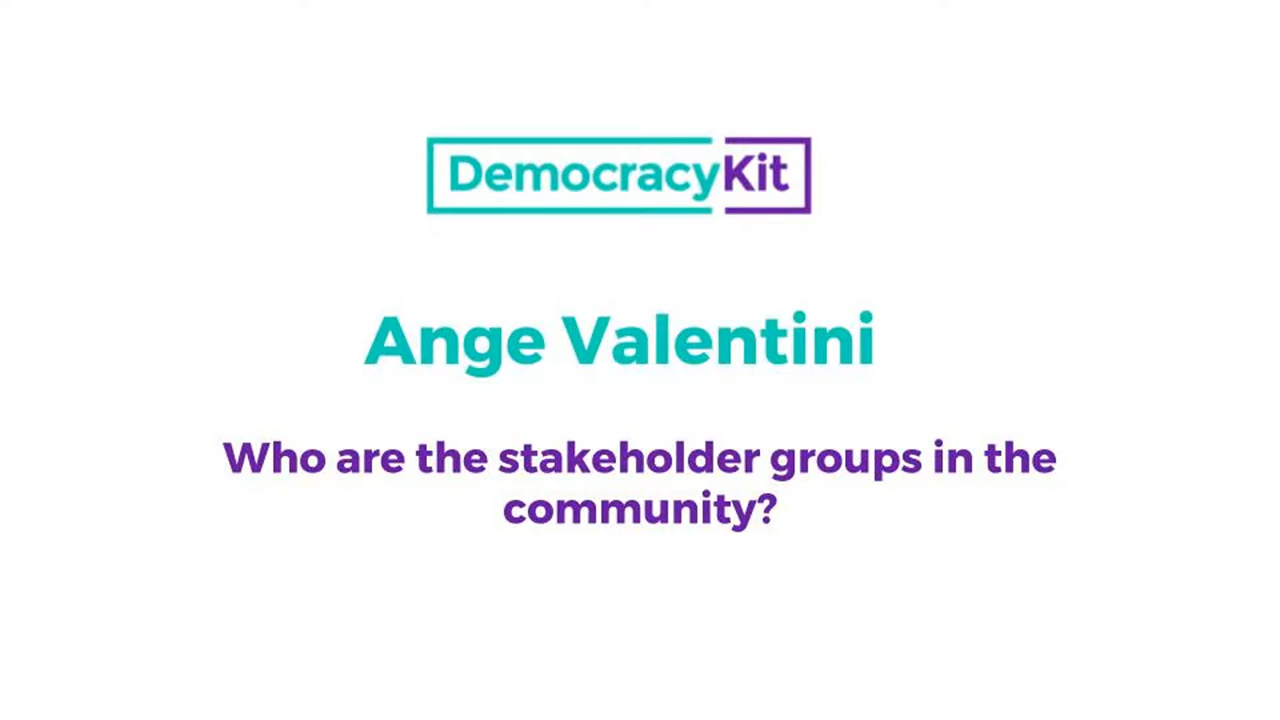 DemocracyKit
Ange Valentini
Who are the stakeholder groups in the
community?